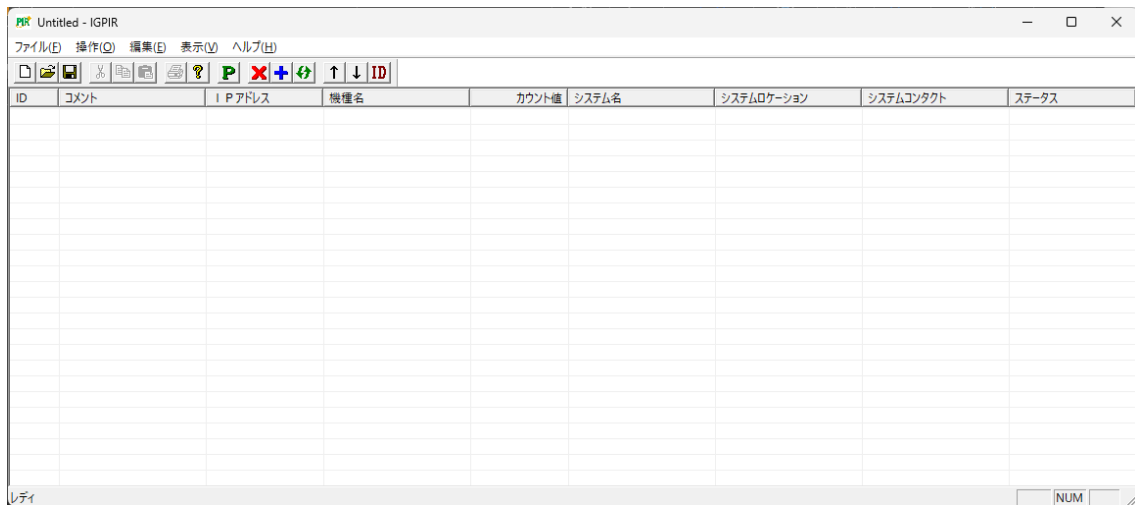 PIR Untitled - IGPIR
ファイル(F) 操作(O) 編集(E) 表示(V) ヘルプ(H)
P ID
ID コメント ＩＰアドレス 機種名 カウント値 システム名 システムロケーション システムコンタクト ステータス
レディ NUM